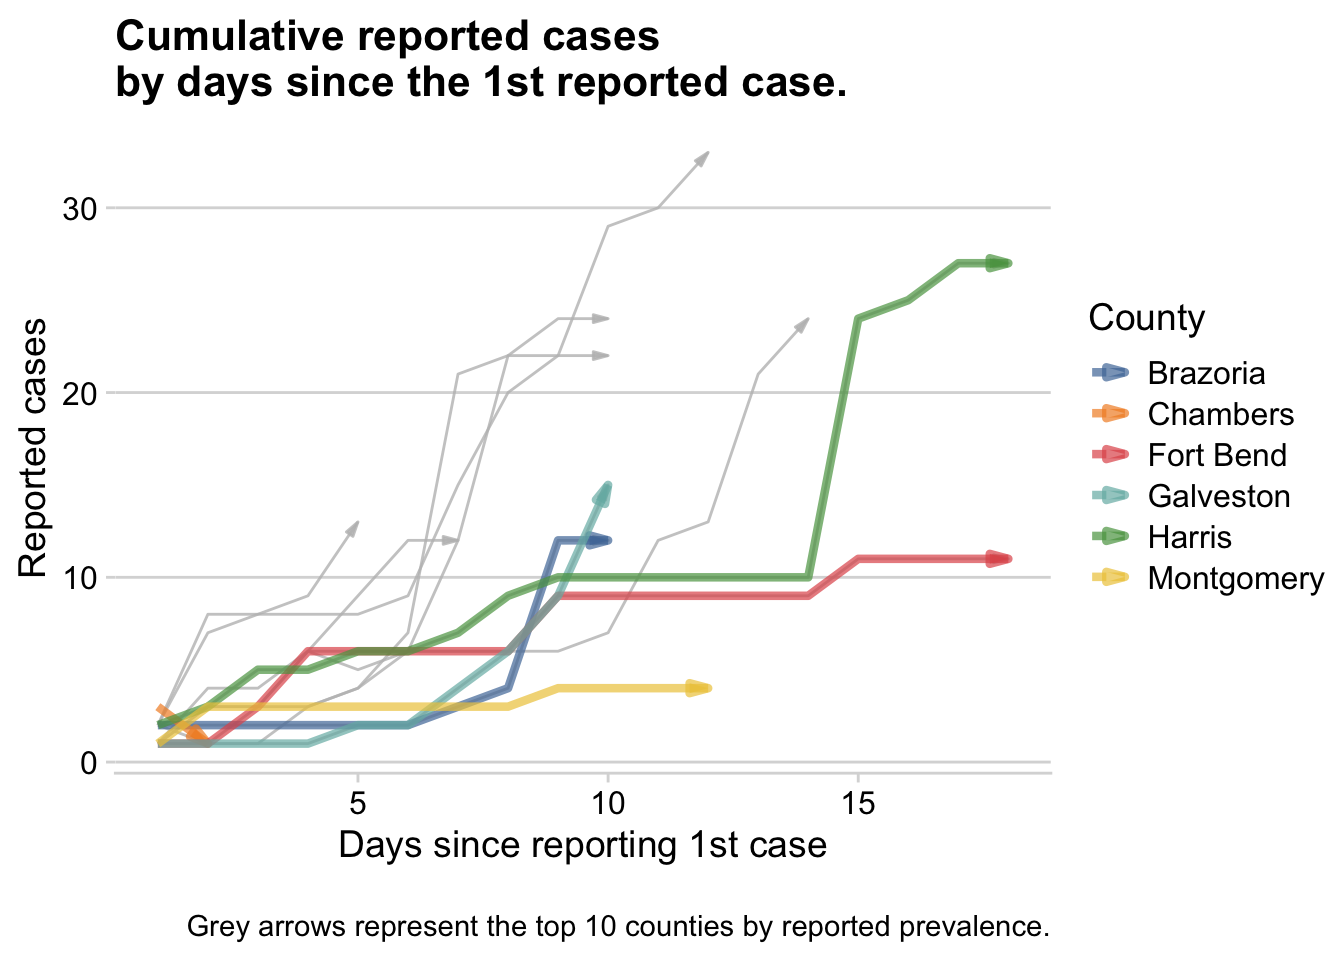 Cumulative reported cases
by days since the 1st reported case.
30
20
10
0
Reported cases
5 10 15
Days since reporting 1st case
County
Brazoria
Chambers
Fort Bend
Galveston
Harris
Montgomery
Grey arrows represent the top 10 counties by reported prevalence.